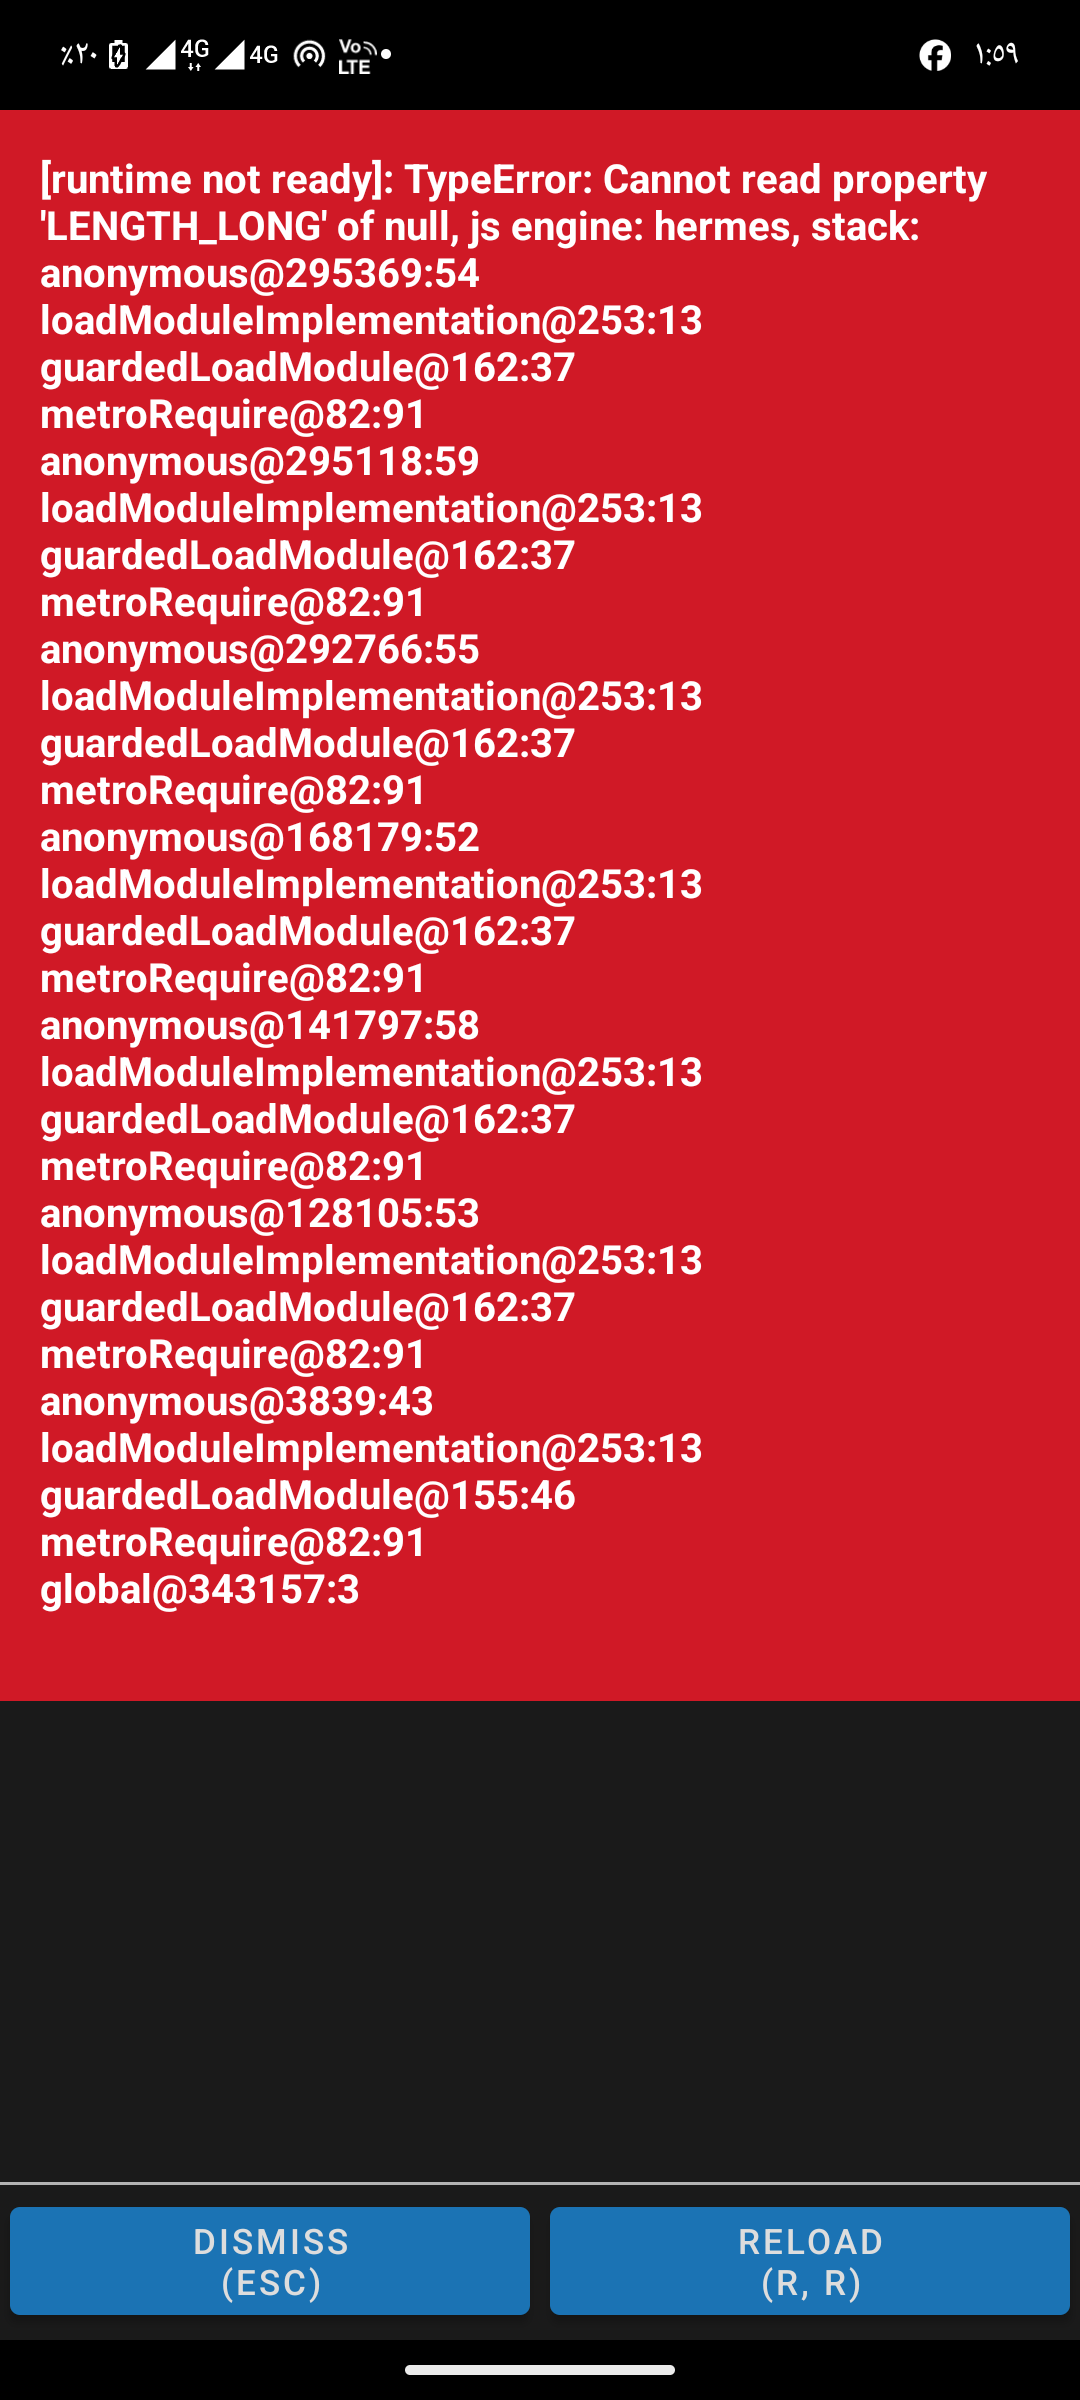 ٪٢٠ 4G 4G Vo LTE ١:٥٩
[runtime not ready]: TypeError: Cannot read property
'LENGTH_LONG' of null, js engine: hermes, stack:
anonymous@295369:54
loadModuleImplementation@253:13
guardedLoadModule@162:37
metroRequire@82:91
anonymous@295118:59
loadModuleImplementation@253:13
guardedLoadModule@162:37
metroRequire@82:91
anonymous@292766:55
loadModuleImplementation@253:13
guardedLoadModule@162:37
metroRequire@82:91
anonymous@168179:52
loadModuleImplementation@253:13
guardedLoadModule@162:37
metroRequire@82:91
anonymous@141797:58
loadModuleImplementation@253:13
guardedLoadModule@162:37
metroRequire@82:91
anonymous@128105:53
loadModuleImplementation@253:13
guardedLoadModule@162:37
metroRequire@82:91
anonymous@3839:43
loadModuleImplementation@253:13
guardedLoadModule@155:46
metroRequire@82:91
global@343157:3
DISMISS
(ESC)
RELOAD
(R, R)